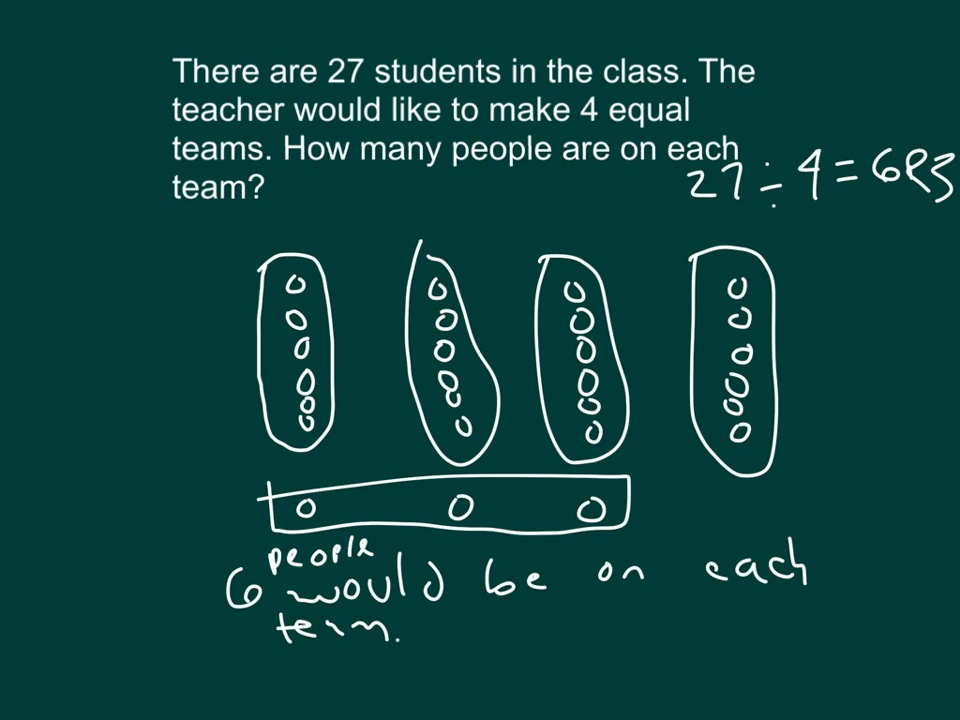 There are 27 students in the class. The
teacher would like to make 4 equal
teams. How many people are on each
team?
27 ÷ 4 = 6R3
people
6 would be on each
team.